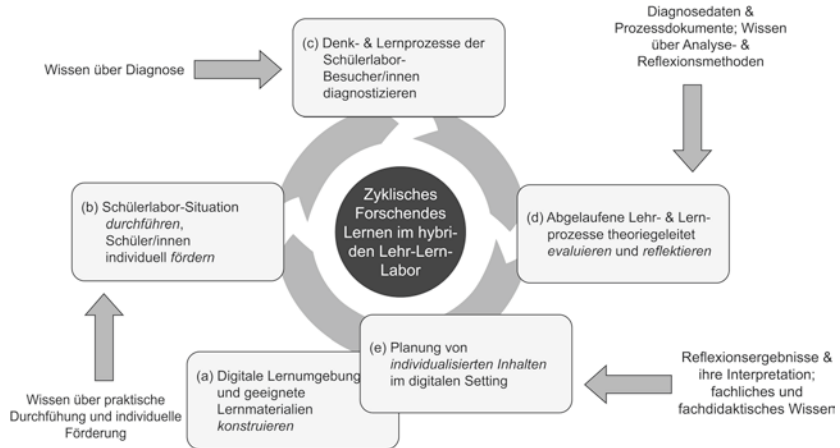 Diagnosedaten &
Prozessdokumente; Wissen
über Analyse- &
Reflexionsmethoden
(c) Denk- & Lernprozesse der
Schülerlabor-
Besucher/innen
diagnostizieren
Wissen über Diagnose
Zyklisches
Forschendes
Lernen im hybri-
den Lehr-Lern-
Labor
(b) Schülerlabor-Situation
durchführen,
Schüler/innen
individuell fördern
(d) Abgelaufene Lehr- & Lern-
prozesse theoriegeleitet
evaluieren und reflektieren
(e) Planung von
individualisierten Inhalten
im digitalen Setting
(a) Digitale Lernumgebung
und geeignete
Lernmaterialien
konstruieren
Reflexionsergebnisse &
ihre Interpretation;
fachliches und
fachdidaktisches Wissen
Wissen über praktische
Durchfühung und individuelle
Förderung